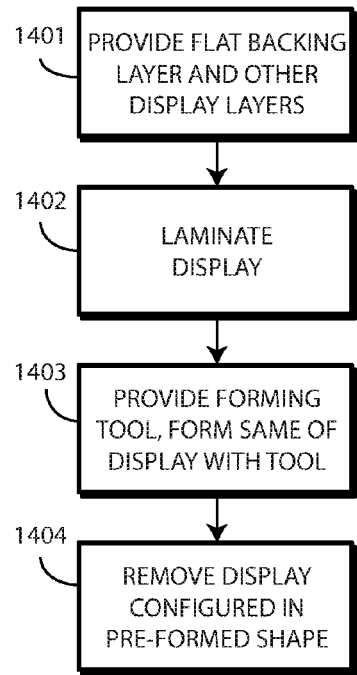 1401
PROVIDE FLAT BACKING
LAYER AND OTHER
DISPLAY LAYERS
1402
LAMINATE
DISPLAY
1403
PROVIDE FORMING
TOOL, FORM SAME OF
DISPLAY WITH TOOL
1404
REMOVE DISPLAY
CONFIGURED IN
PRE-FORMED SHAPE